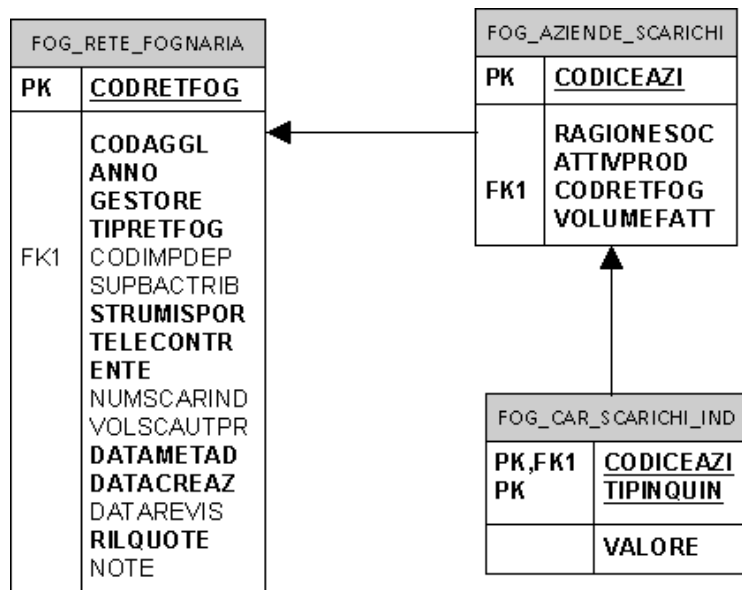 FOG_RETE_FOGNARIA
PK CODRETFOG
CODAGGL
ANNO
GESTORE
TIPRETFOG
FK1 CODIMPDEP
SUPBACTRIB
STRUMISPOR
TELECONTR
ENTE
NUMSCARIND
VOLSCAUTPR
DATAMETAD
DATACREAZ
DATAREVIS
RILQUOTE
NOTE
FOG_AZIENDE_SCARICHI
PK CODICEAZI
RAGIONESOC
ATTIVPROD
FK1 CODRETFOG
VOLUMEFATT
FOG_CAR_SCARICHI_IND
PK,FK1 CODICEAZI
PK TIPINQUIN
VALORE